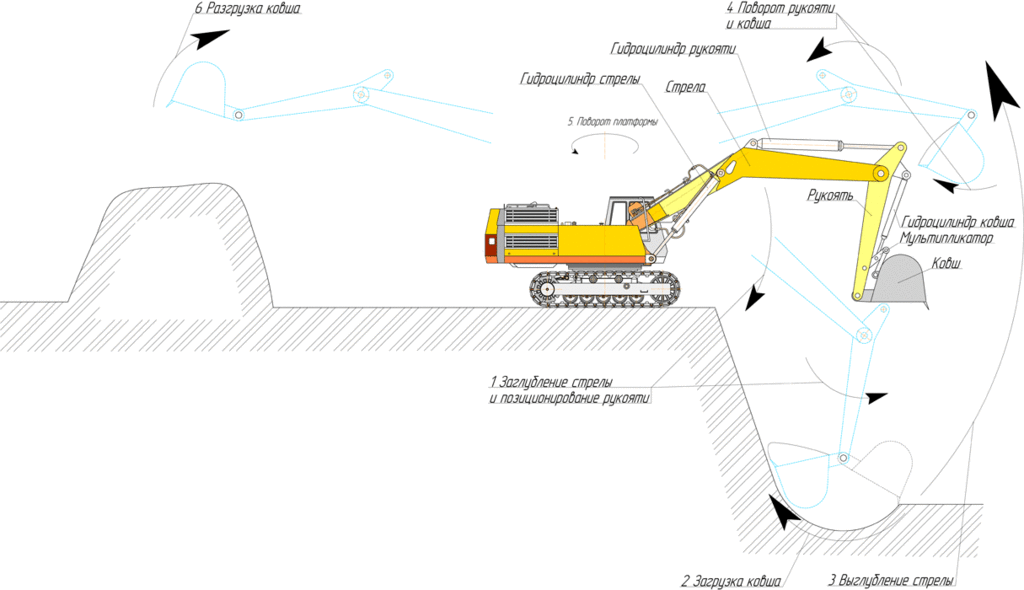 6 Разгрузка ковша
4 Поворот рукояти
и ковша
Гидроцилиндр рукояти
Гидроцилиндр стрелы
Стрела
5 Поворот платформы
Рукоять
Гидроцилиндр ковша
Мультипликатор
Ковш
1 Заглубление стрелы
и позиционирование рукояти
2 Загрузка ковша
3 Выглубление стрелы